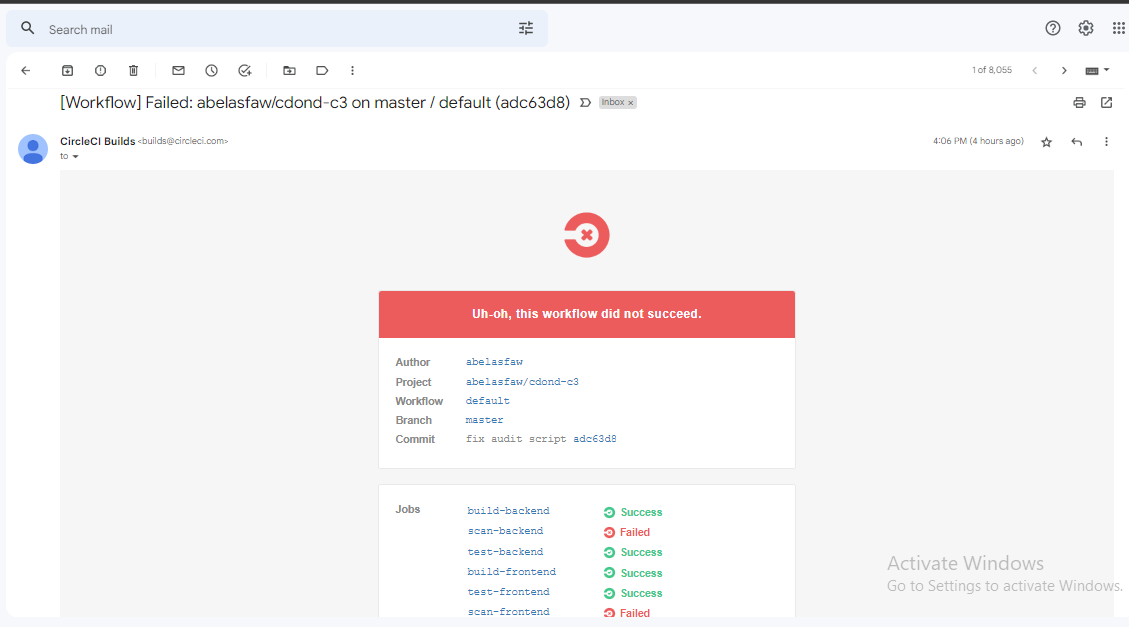 Search mail
1 of 8,055
[Workflow] Failed: abelasfaw/cdond-c3 on master / default (adc63d8)
Inbox x
CircleCI Builds <builds@circleci.com>
4:06 PM (4 hours ago)
to
Uh-oh, this workflow did not succeed.
Author abelasfaw
Project abelasfaw/cdond-c3
Workflow default
Branch master
Commit fix audit script adc63d8
Jobs build-backend Success
scan-backend Failed
test-backend Success
build-frontend Success
test-frontend Success
scan-frontend Failed
Activate Windows
Go to Settings to activate Windows.